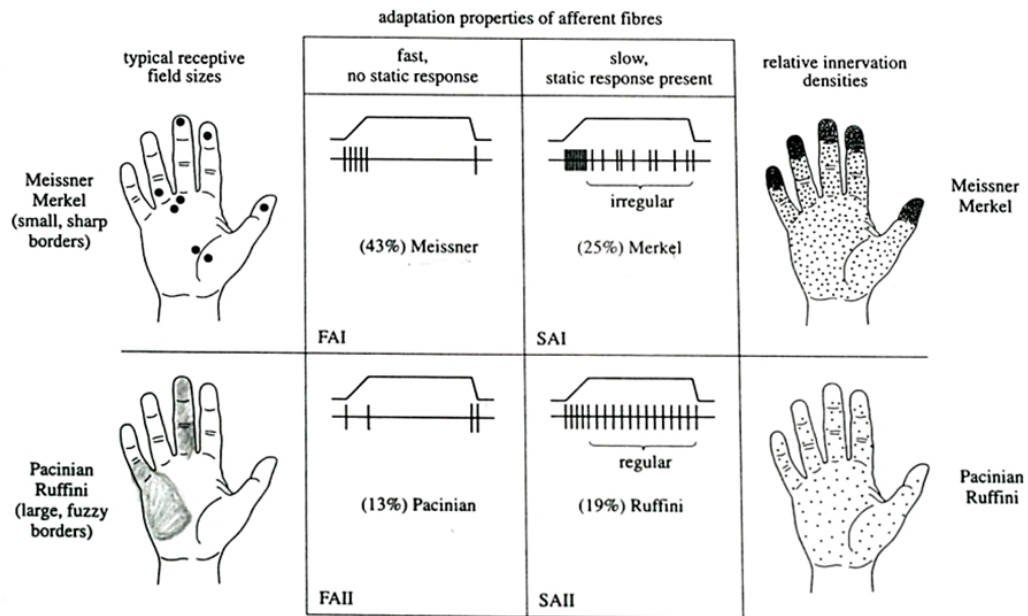 adaptation properties of afferent fibres
typical receptive
field sizes
fast,
no static response
slow,
static response present
relative innervation
densities
Meissner
Merkel
(small, sharp
borders)
irregular
(43%) Meissner
(25%) Merkel
FAI
SAI
Meissner
Merkel
Pacinian
Ruffini
(large, fuzzy
borders)
regular
(13%) Pacinian
(19%) Ruffini
FAII
SAII
Pacinian
Ruffini